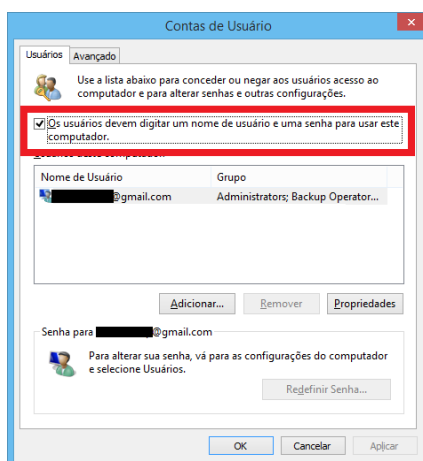 Contas de Usuário
Usuários Avançado
Use a lista abaixo para conceder ou negar aos usuários acesso ao
computador e para alterar senhas e outras configurações.
Os usuários devem digitar um nome de usuário e uma senha para usar este
computador.
Nome de Usuário Grupo
@gmail.com Administrators; Backup Operator...
Adicionar... Remover Propriedades
Senha para @gmail.com
Para alterar sua senha, vá para as configurações do computador
e selecione Usuários.
Redefinir Senha...
OK Cancelar Aplicar